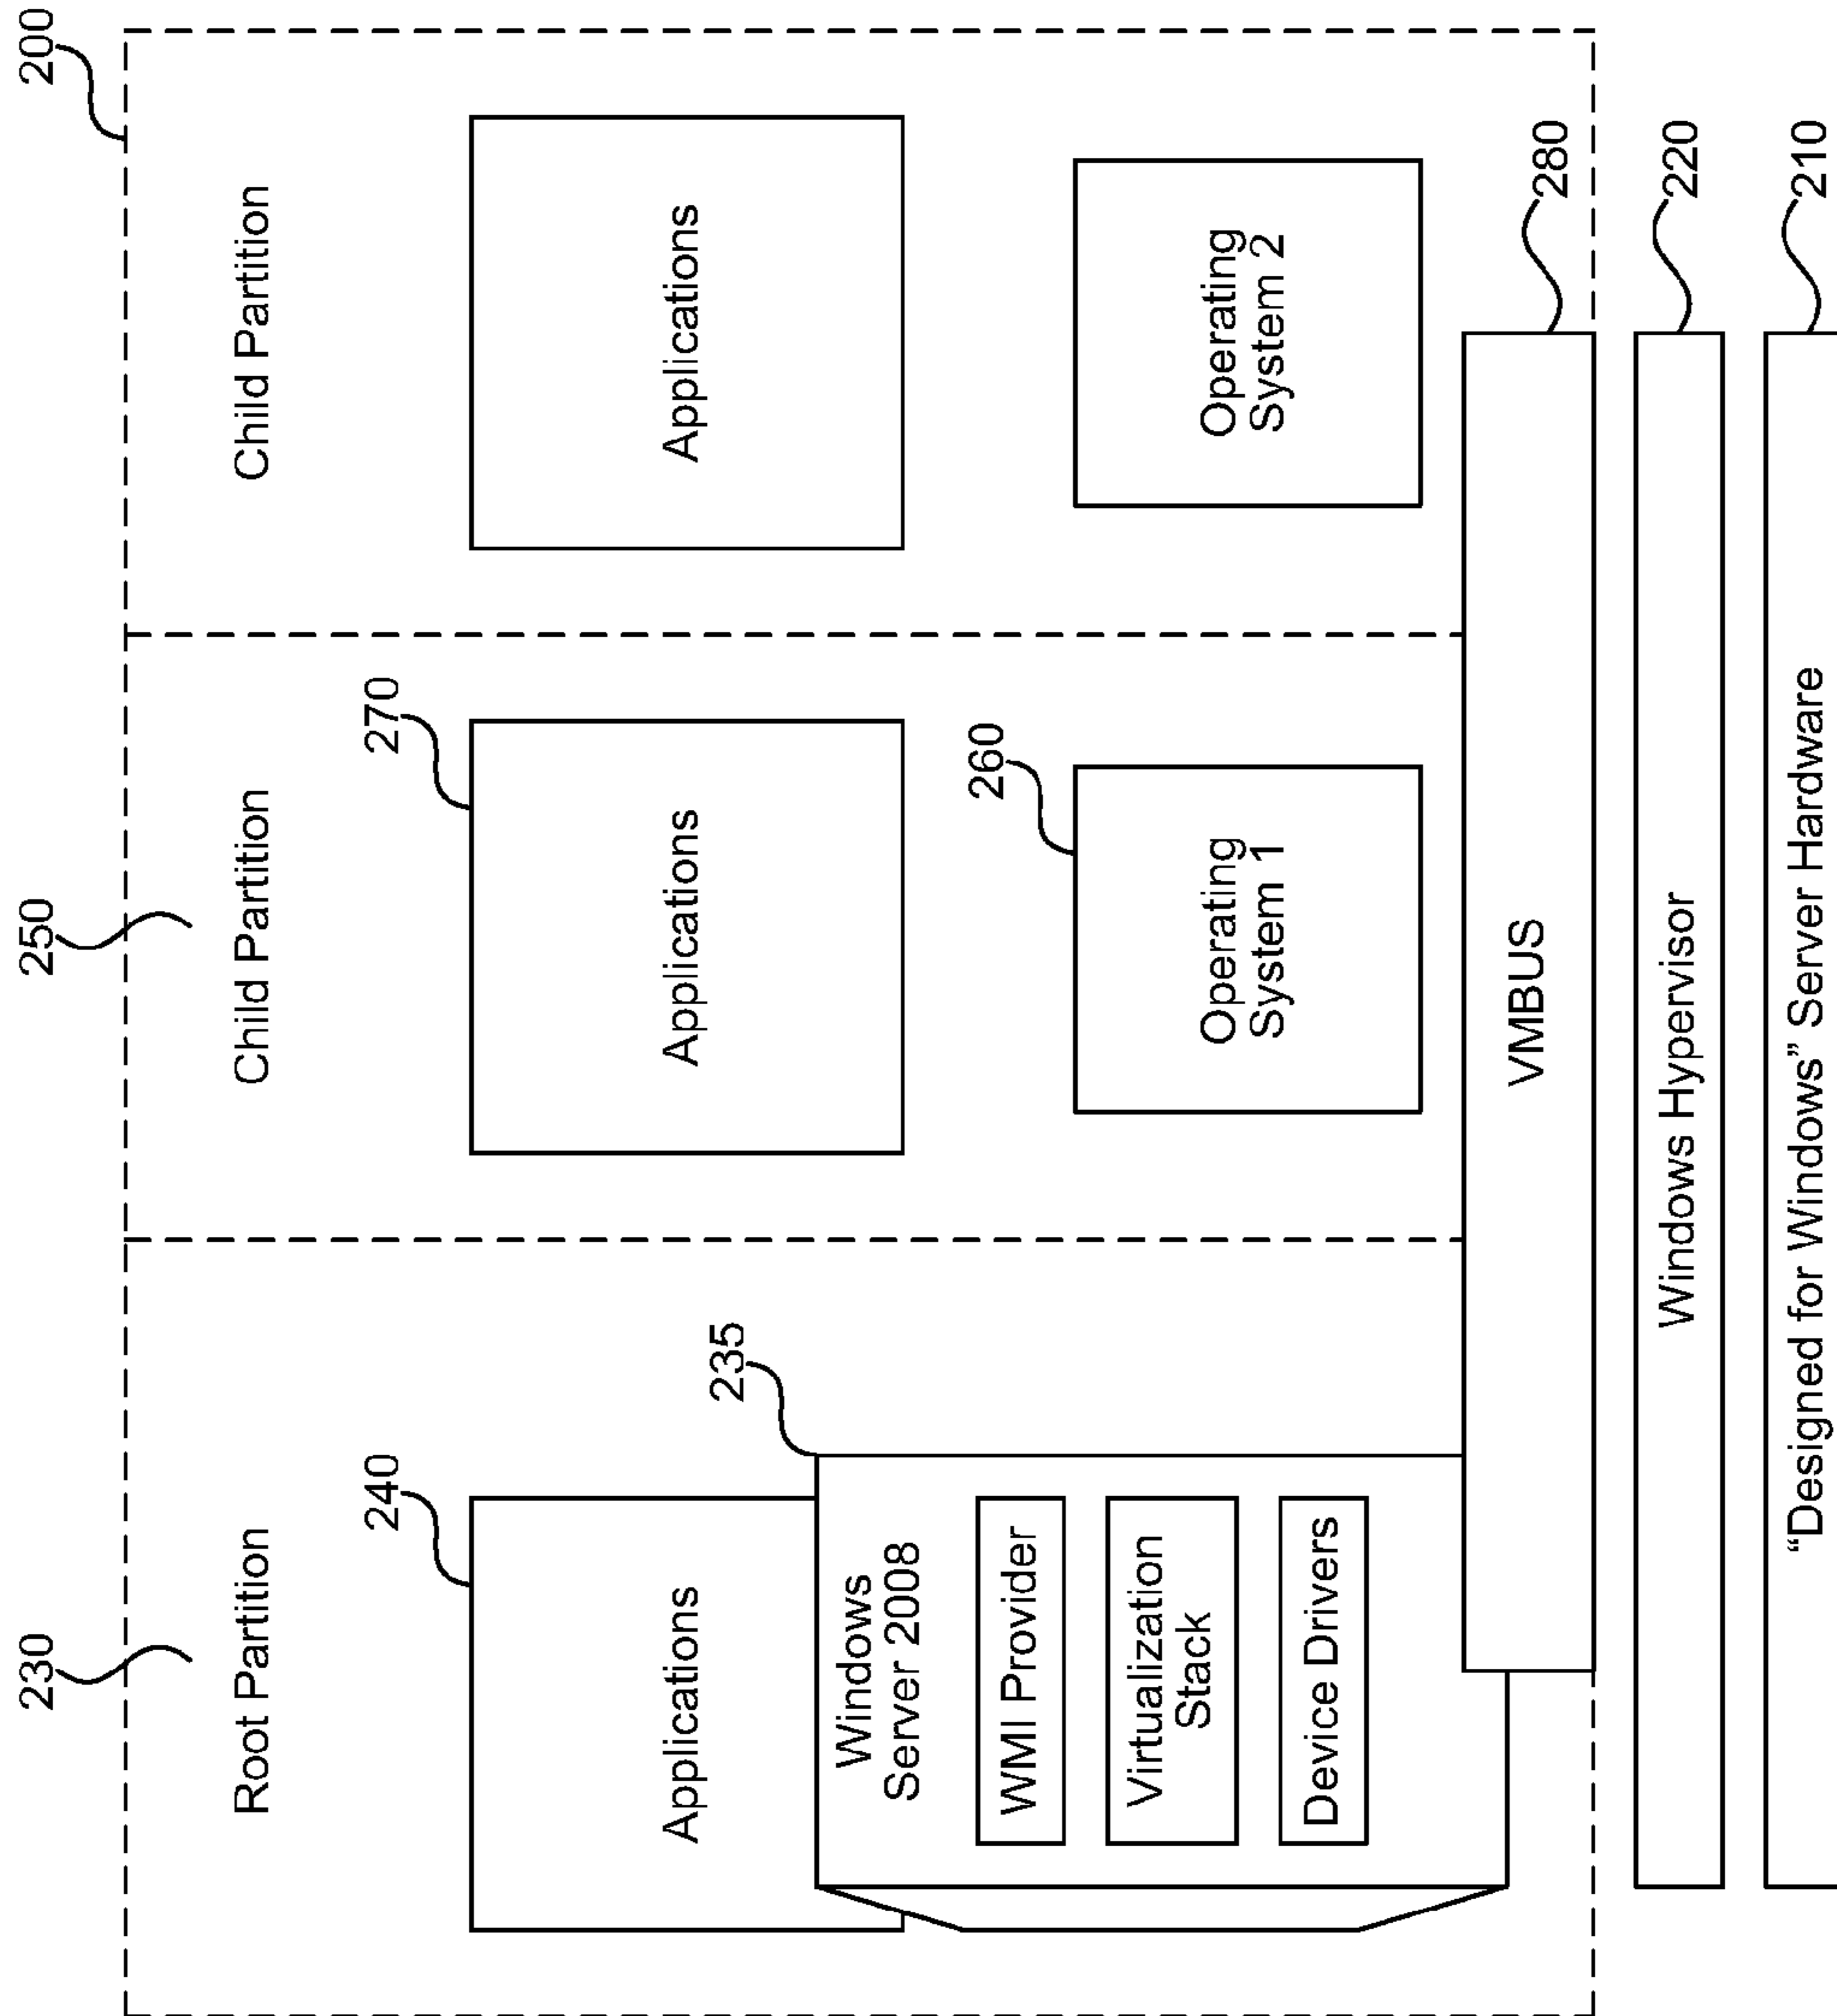 200
230
250
Root Partition
Child Partition
Child Partition
240
270
Applications
Applications
Applications
235
Windows
Server 2008
WMI Provider
Virtualization
Stack
Device Drivers
260
Operating
System 1
Operating
System 2
VMBUS
280
Windows Hypervisor
220
“Designed for Windows” Server Hardware
210